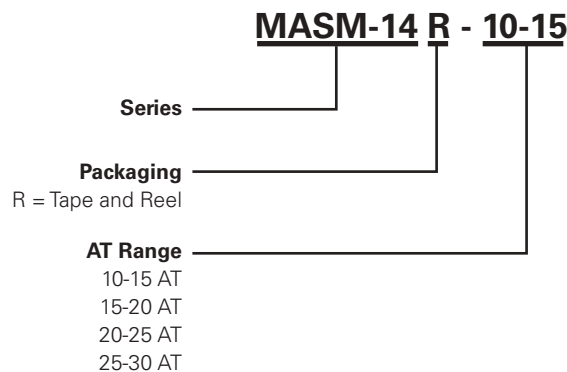 MASM-14 R - 10-15
Series
Packaging
R = Tape and Reel
AT Range
10-15 AT
15-20 AT
20-25 AT
25-30 AT